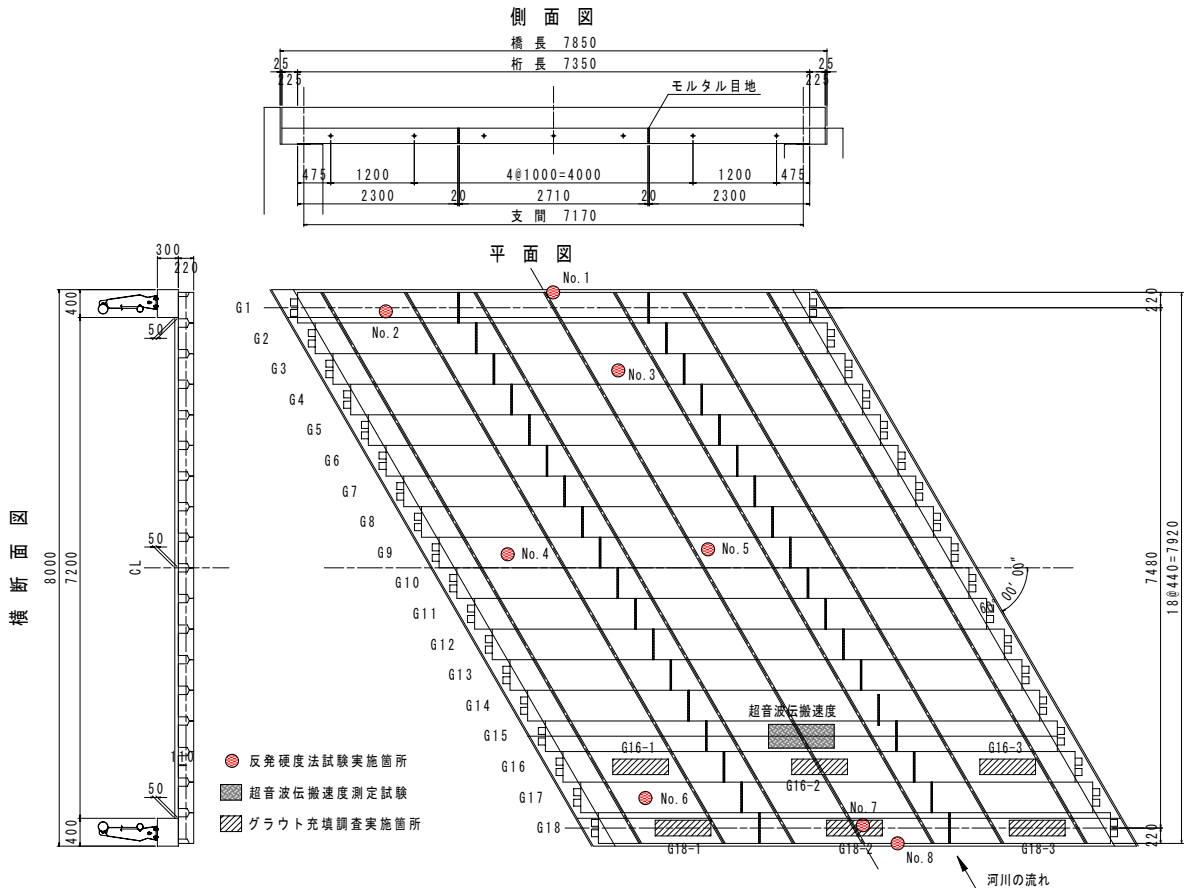 側面図
橋長 7850
桁長 7350
25
225
25
225
モルタル目地
475
1200
4@1000=4000
1200
475
2300
20
2710
20
2300
支間 7170
平面図
横断面図
300
220
400
50
8000
7200
50
CL
110
50
400
No.1
G1
No.2
G2
G3
No.3
G4
G5
G6
G7
G8
G9
No.4
No.5
G10
G11
G12
G13
G14
超音波伝搬速度
G15
G16-1
G16-3
G16
G16-2
G17
No.6
No.7
G18
G18-1
G18-2
G18-3
No.8
220
7480
18@440=7920
220
00' 00"
反発硬度法試験実施箇所
超音波伝搬速度測定試験
グラウト充填調査実施箇所
河川の流れ